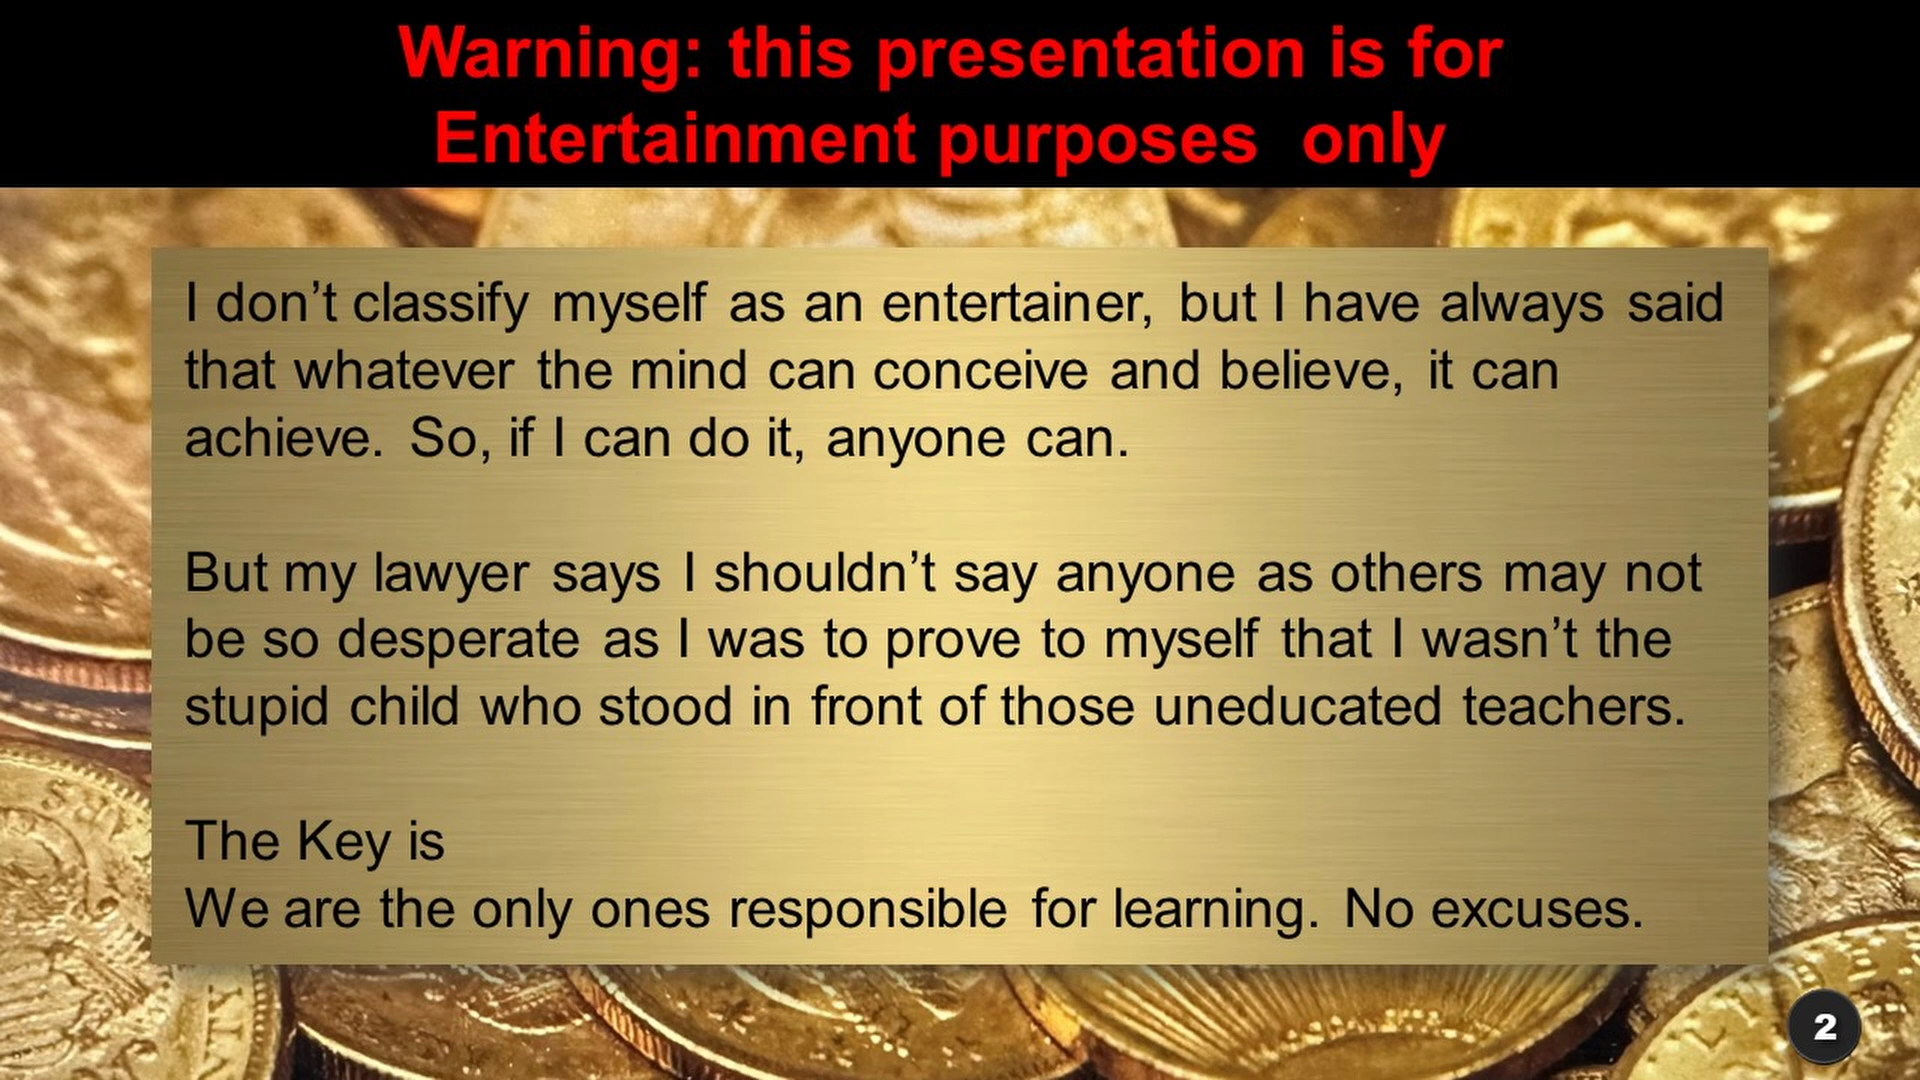 Warning: this presentation is for
Entertainment purposes  only
I don’t classify myself as an entertainer, but I have always said
that whatever the mind can conceive and believe, it can
achieve.  So, if I can do it, anyone can.
But my lawyer says I shouldn’t say anyone as others may not
be so desperate as I was to prove to myself that I wasn’t the
stupid child who stood in front of those uneducated teachers.
The Key is
We are the only ones responsible for learning.  No excuses.
2